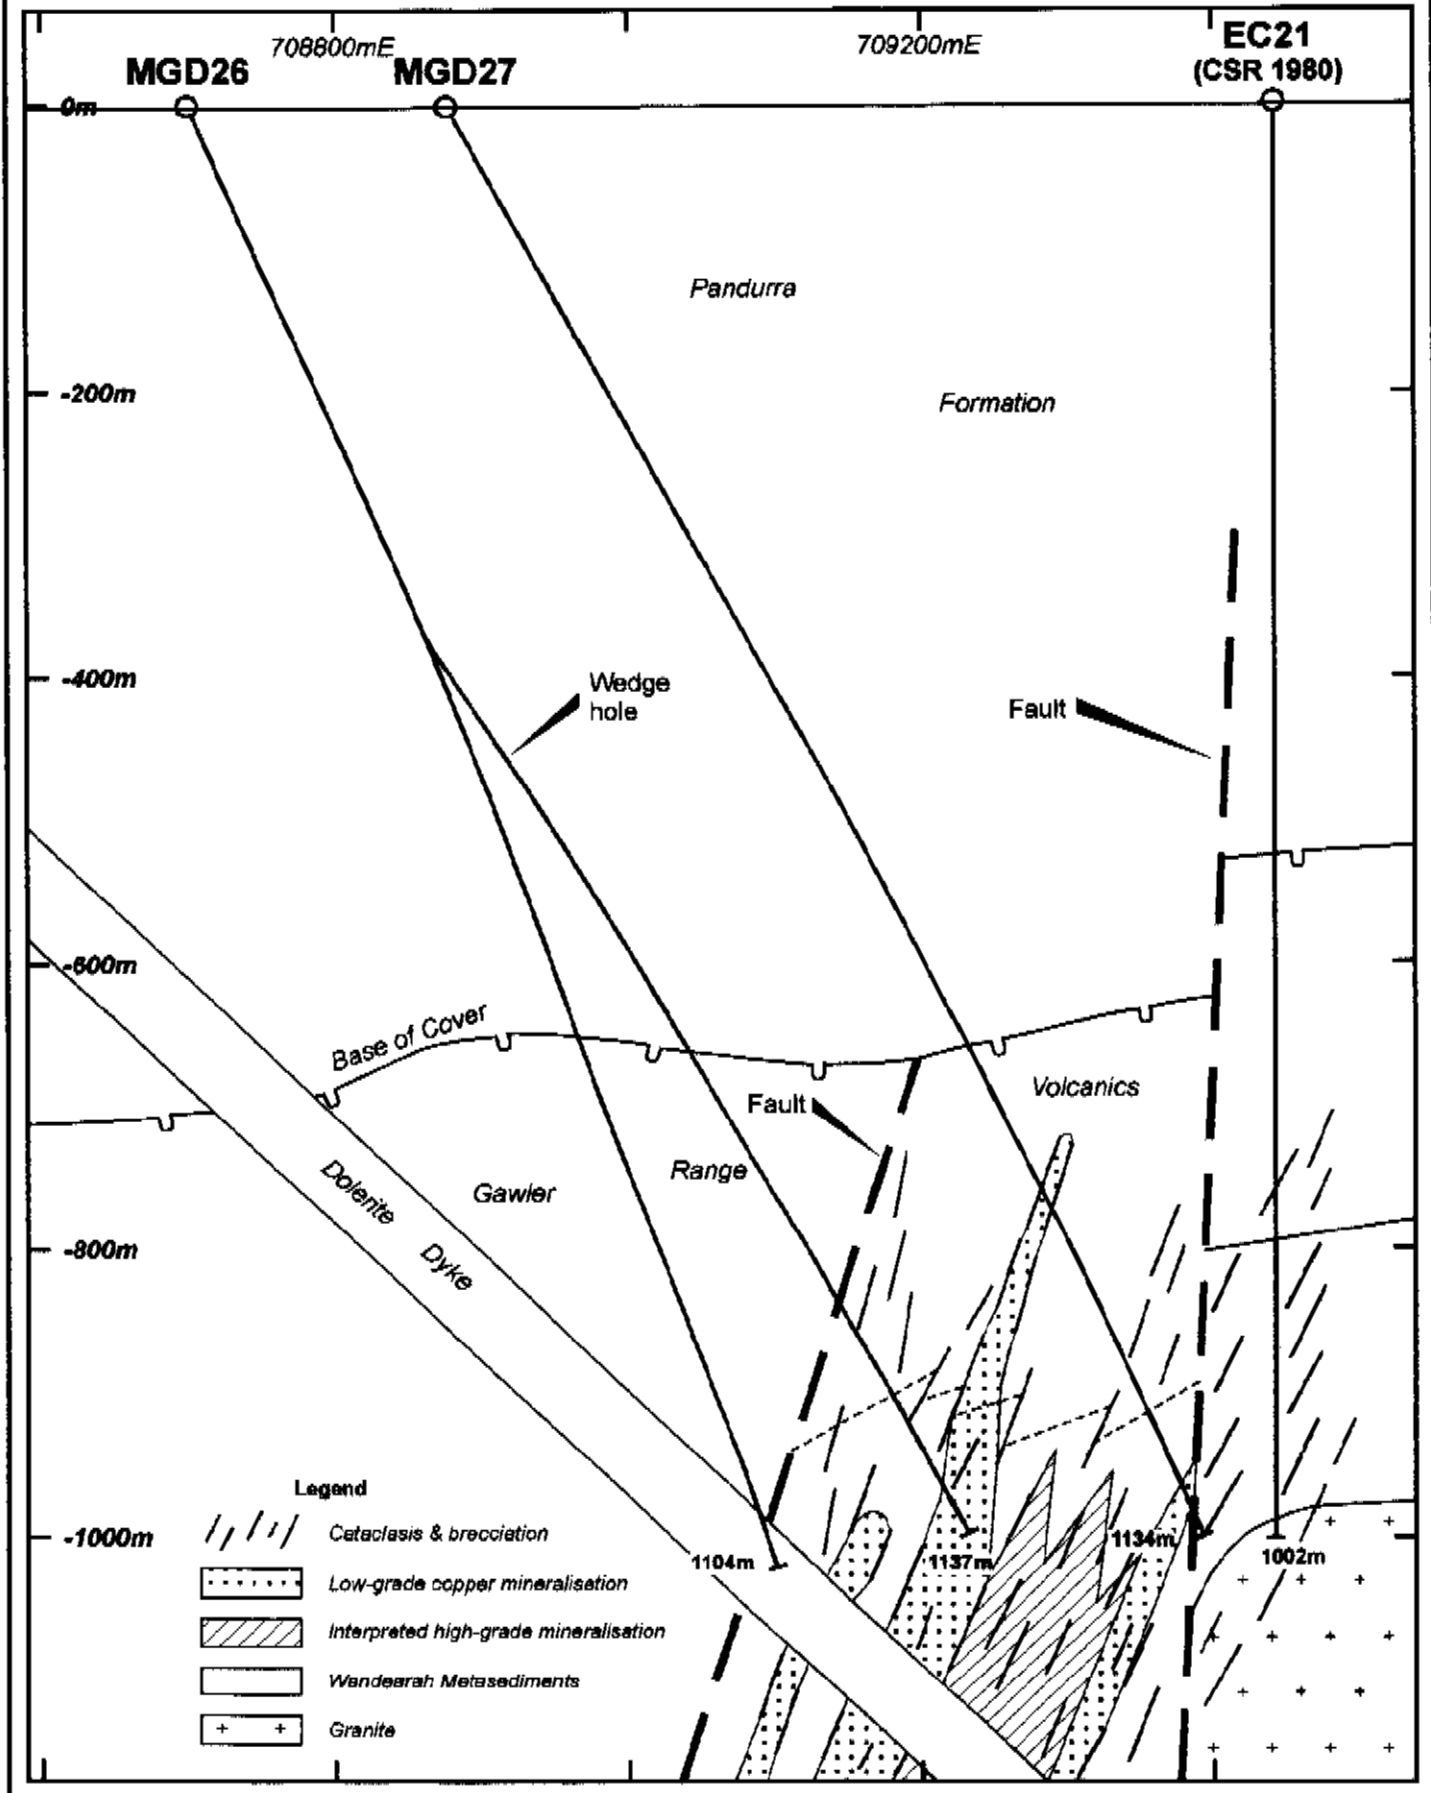 708800mE
709200mE
EC21
(CSR 1980)
MGD26
MGD27
0m
Pandurra
-200m
Formation
-400m
Wedge
hole
Fault
-600m
Base of Cover
Volcanics
Fault
Range
Gawler
Dolerite
Dyke
-800m
Legend
Cataclasis & brecciation
-1000m
1104m
1137m
1134m
1002m
Low-grade copper mineralisation
Interpreted high-grade mineralisation
Wandearah Metasediments
Granite